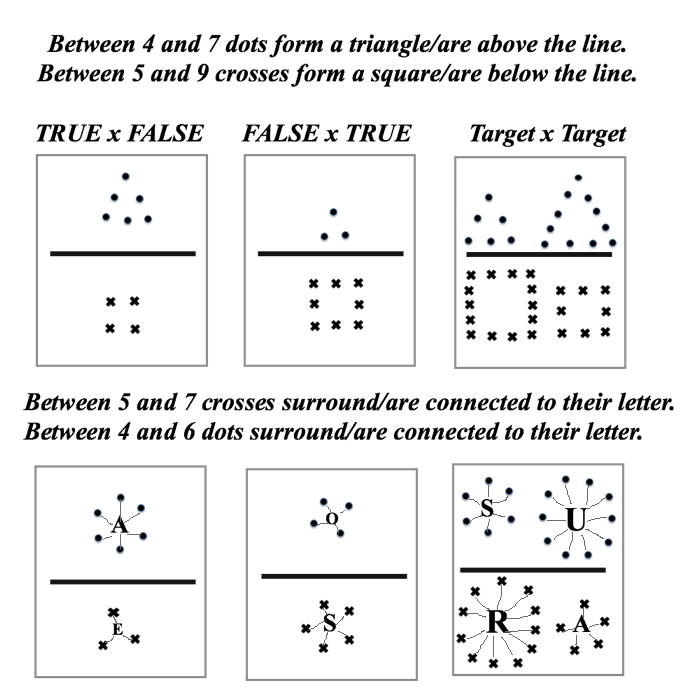 Between 4 and 7 dots form a triangle/are above the line.
Between 5 and 9 crosses form a square/are below the line.
TRUE x FALSE
FALSE x TRUE
Target x Target
Between 5 and 7 crosses surround/are connected to their letter.
Between 4 and 6 dots surround/are connected to their letter.
A
E
O
S
S
U
R
A